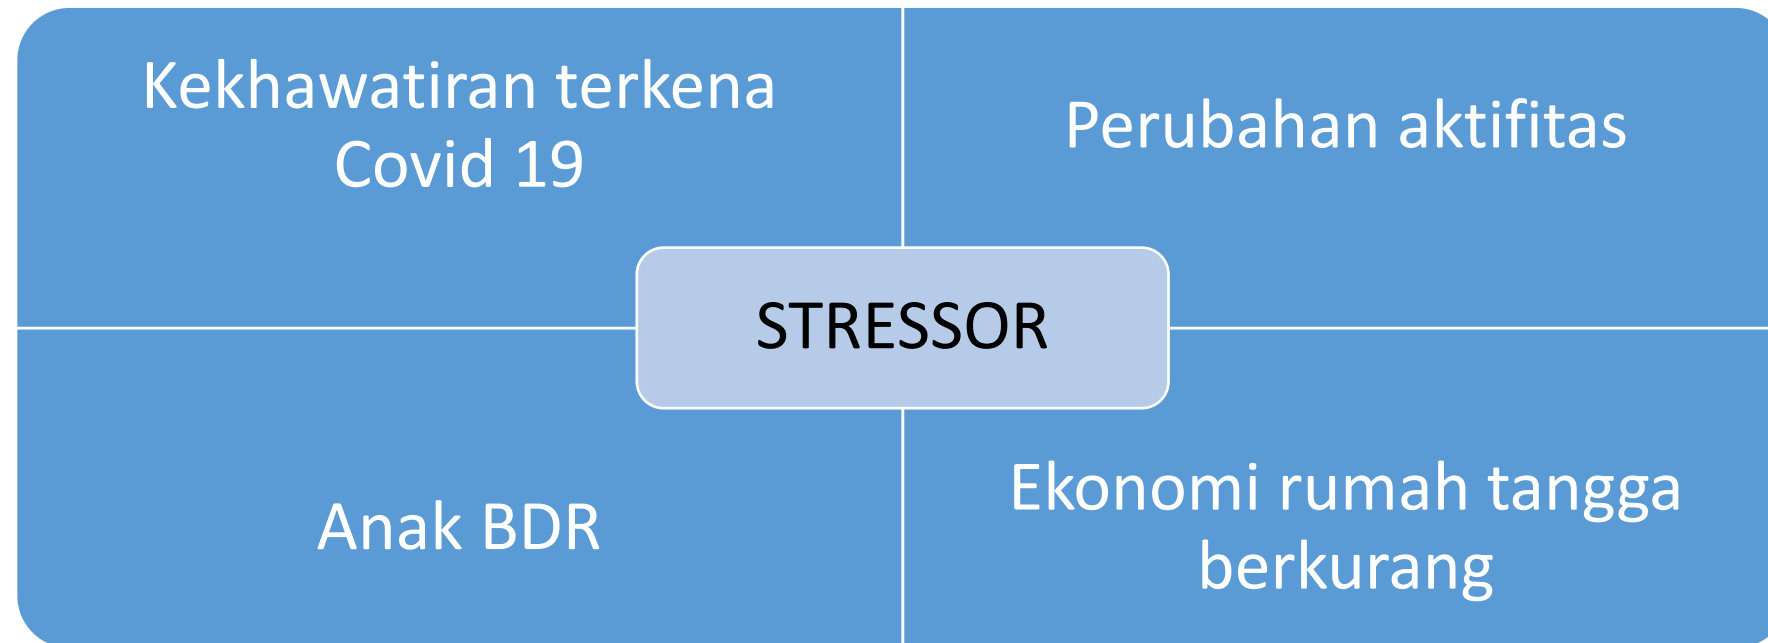 Kekhawatiran terkena
Covid 19
Perubahan aktifitas
STRESSOR
Anak BDR
Ekonomi rumah tangga
berkurang